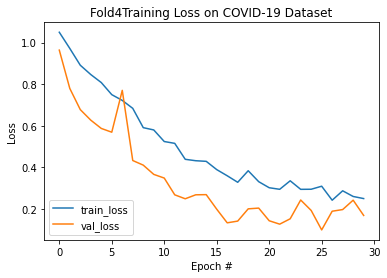 Fold4Training Loss on COVID-19 Dataset
1.0
0.8
0.6
0.4
0.2
Loss
train_loss
val_loss
0 5 10 15 20 25 30
Epoch #